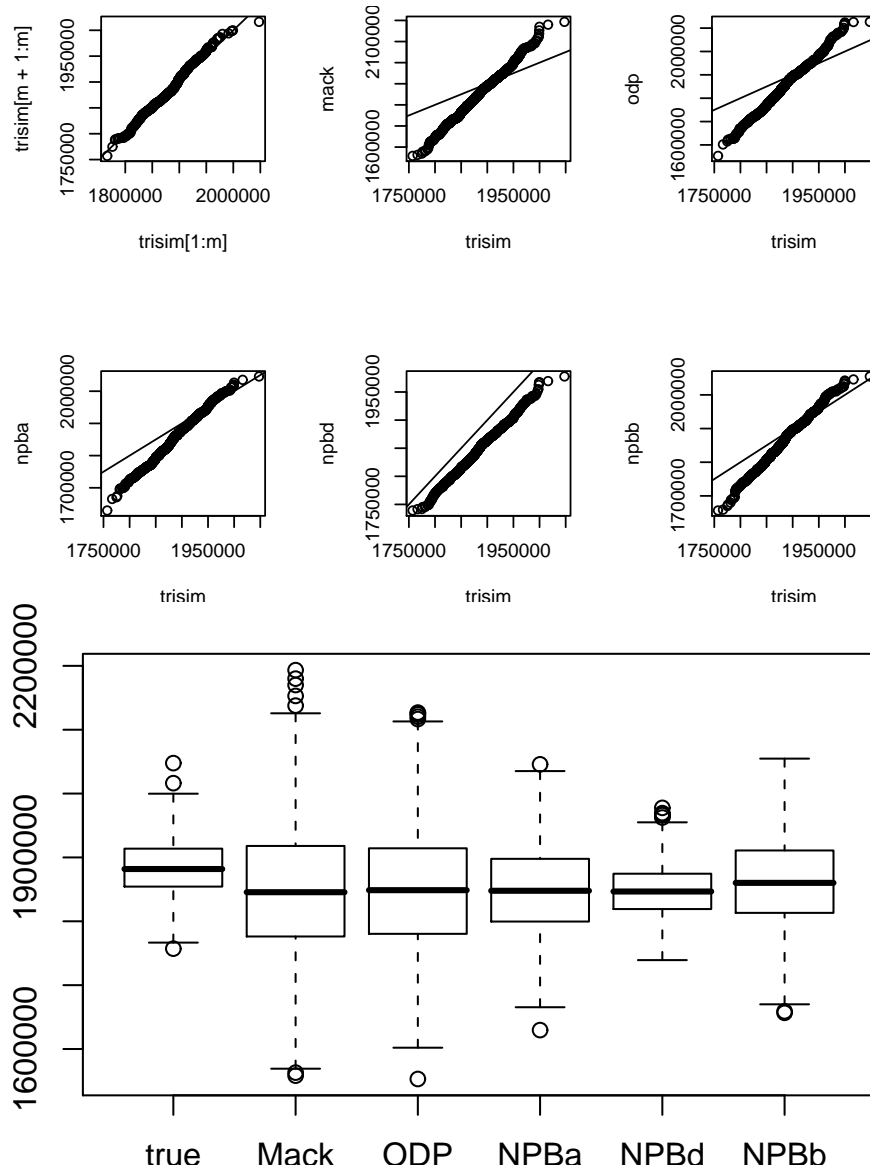 trisim[m + 1:m]
1750000 1950000
1800000 2000000
trisim[1:m]
mack
1600000 2100000
1750000 1950000
trisim
odp
1600000 2000000
1750000 1950000
trisim
npba
1700000 2000000
1750000 1950000
trisim
npbd
1750000 1950000
1750000 1950000
trisim
npbb
1700000 2000000
1750000 1950000
trisim
1600000 1900000 2200000
true Mack ODP NPBa NPBd NPBb